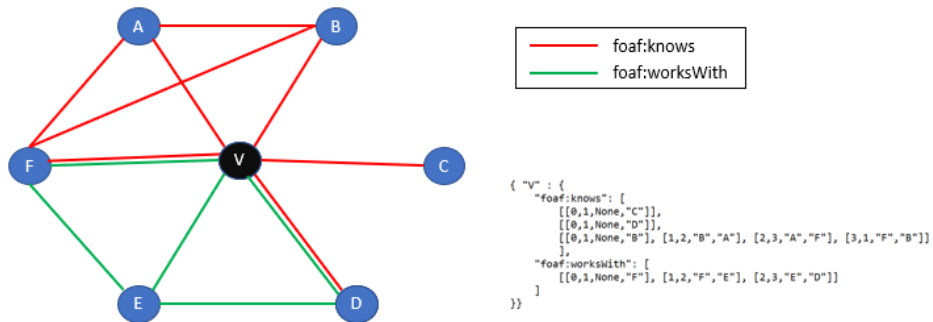 A
B
foaf:knows
foaf:worksWith
F
V
C
{ "V" : {
"foaf:knows": [
[[0,1,None,"C"]],
[[0,1,None,"D"]],
[[0,1,None,"B"], [1,2,"B","A"], [2,3,"A","F"], [3,1,"F","B"]]
],
"foaf:worksWith": [
[[0,1,None,"F"], [1,2,"F","E"], [2,3,"E","D"]]
]
}}
E
D